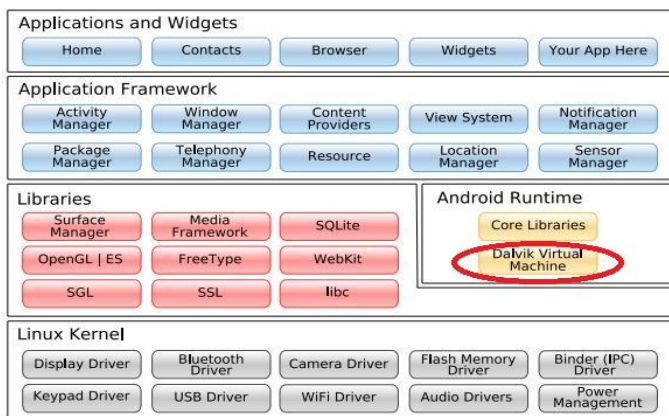 Applications and Widgets
Home
Contacts
Browser
Widgets
Your App Here
Application Framework
Activity
Manager
Window
Manager
Content
Providers
View System
Notification
Manager
Package
Manager
Telephony
Manager
Resource
Location
Manager
Sensor
Manager
Libraries
Surface
Manager
Media
Framework
SQLite
OpenGL | ES
FreeType
WebKit
SGL
SSL
libc
Android Runtime
Core Libraries
Dalvik Virtual
Machine
Linux Kernel
Display Driver
Bluetooth
Driver
Camera Driver
Flash Memory
Driver
Binder (IPC)
Driver
Keypad Driver
USB Driver
WiFi Driver
Audio Drivers
Power
Management